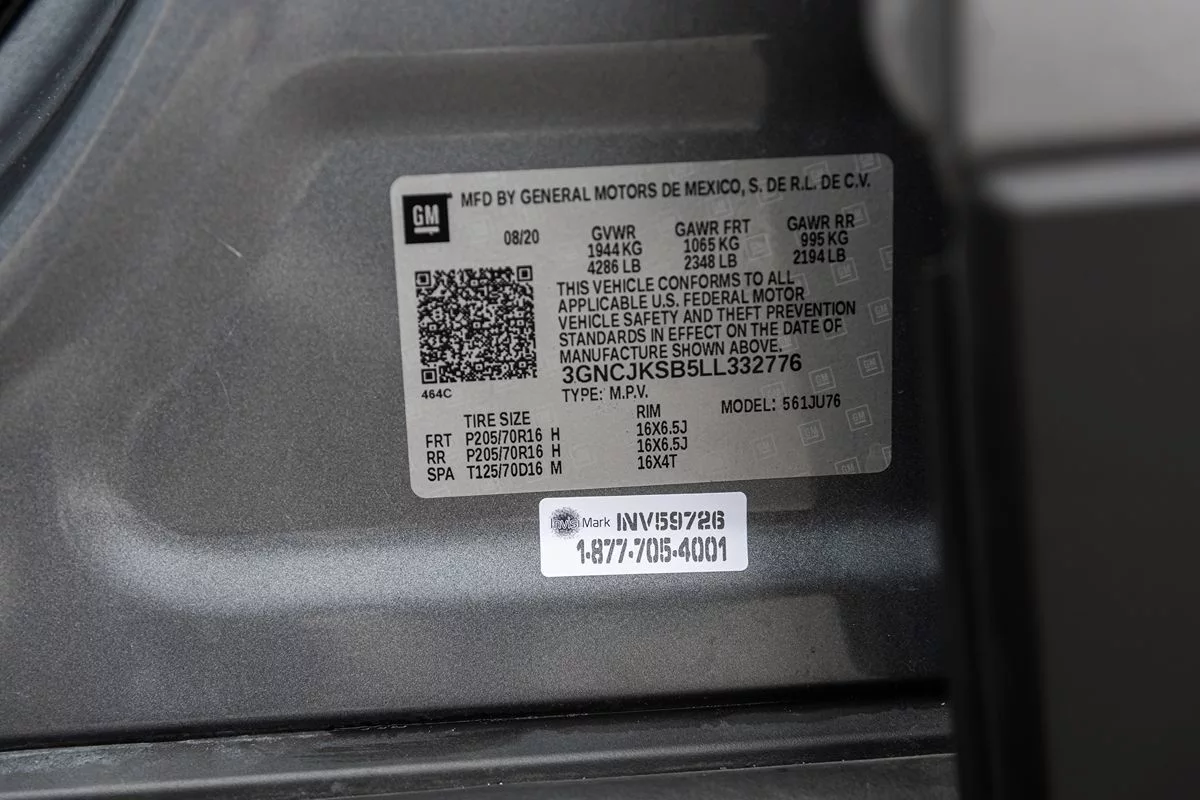 GM
MFD BY GENERAL MOTORS DE MEXICO, S. DE R.L. DE C.V.
08/20
GVWR GAWR FRT GAWR RR
1944 KG 1065 KG 995 KG
4286 LB 2348 LB 2194 LB
THIS VEHICLE CONFORMS TO ALL
APPLICABLE U.S. FEDERAL MOTOR
VEHICLE SAFETY AND THEFT PREVENTION
STANDARDS IN EFFECT ON THE DATE OF
MANUFACTURE SHOWN ABOVE.
3GNCJKSB5LL332776
464C
TYPE: M.P.V. MODEL: 561JU76
TIRE SIZE RIM
FRT P205/70R16 H 16X6.5J
RR P205/70R16 H 16X6.5J
SPA T125/70D16 M 16X4T
InvisiMark INV59726
1-877-705-4001